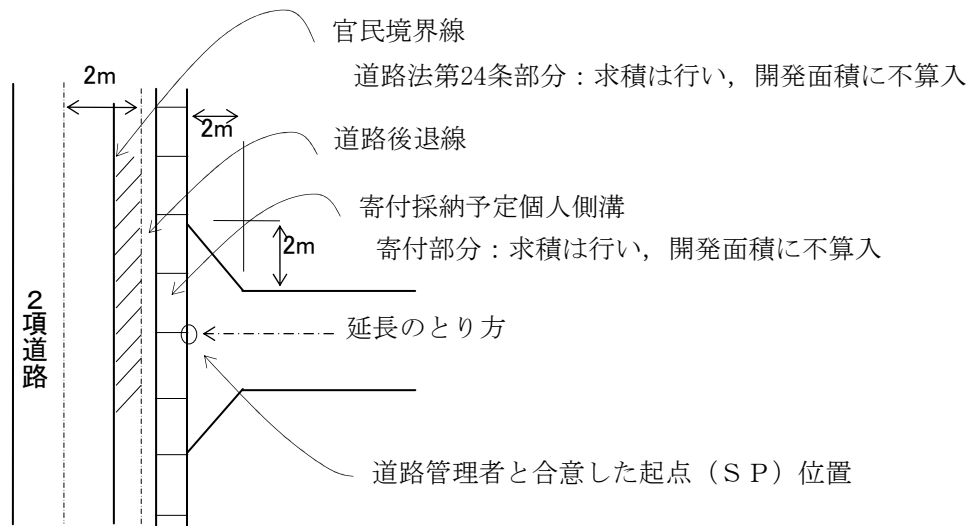 官民境界線
道路法第24条部分：求積は行い，開発面積に不算入
2m
2m
道路後退線
寄付採納予定個人側溝
寄付部分：求積は行い，開発面積に不算入
2m
２項道路
延長のとり方
道路管理者と合意した起点（ＳＰ）位置